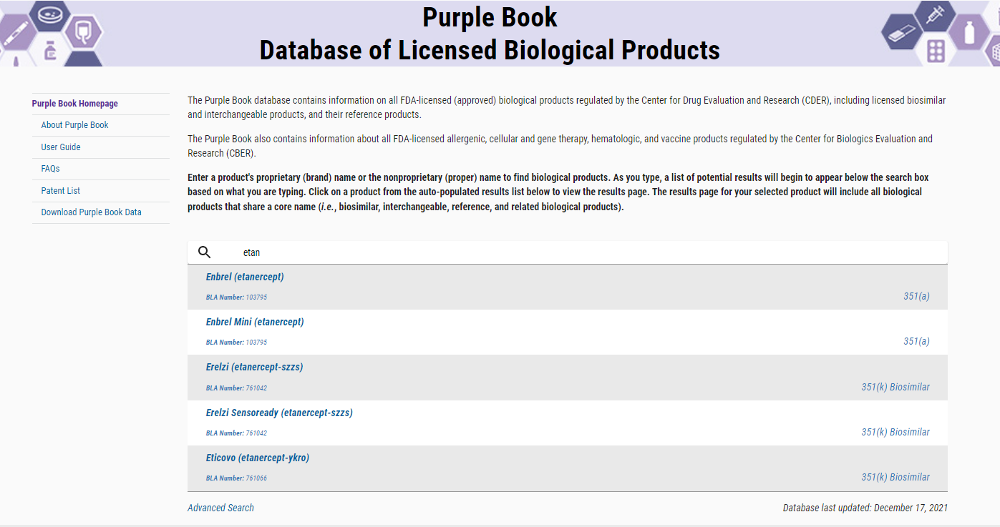 Purple Book
Database of Licensed Biological Products
Purple Book Homepage
About Purple Book
User Guide
FAQs
Patent List
Download Purple Book Data
The Purple Book database contains information on all FDA-licensed (approved) biological products regulated by the Center for Drug Evaluation and Research (CDER), including licensed biosimilar
and interchangeable products, and their reference products.
The Purple Book also contains information about all FDA-licensed allergenic, cellular and gene therapy, hematologic, and vaccine products regulated by the Center for Biologics Evaluation and
Research (CBER).
Enter a product's proprietary (brand) name or the nonproprietary (proper) name to find biological products. As you type, a list of potential results will begin to appear below the search box
based on what you are typing. Click on a product from the auto-populated results list below to view the results page. The results page for your selected product will include all biological
products that share a core name (i.e., biosimilar, interchangeable, reference, and related biological products).
etan
Enbrel (etanercept)
BLA Number: 103795 351(a)
Enbrel Mini (etanercept)
BLA Number: 103795 351(a)
Erelzi (etanercept-szzs)
BLA Number: 761042 351(k) Biosimilar
Erelzi Sensoready (etanercept-szzs)
BLA Number: 761042 351(k) Biosimilar
Eticovo (etanercept-ykro)
BLA Number: 761066 351(k) Biosimilar
Advanced Search Database last updated: December 17, 2021